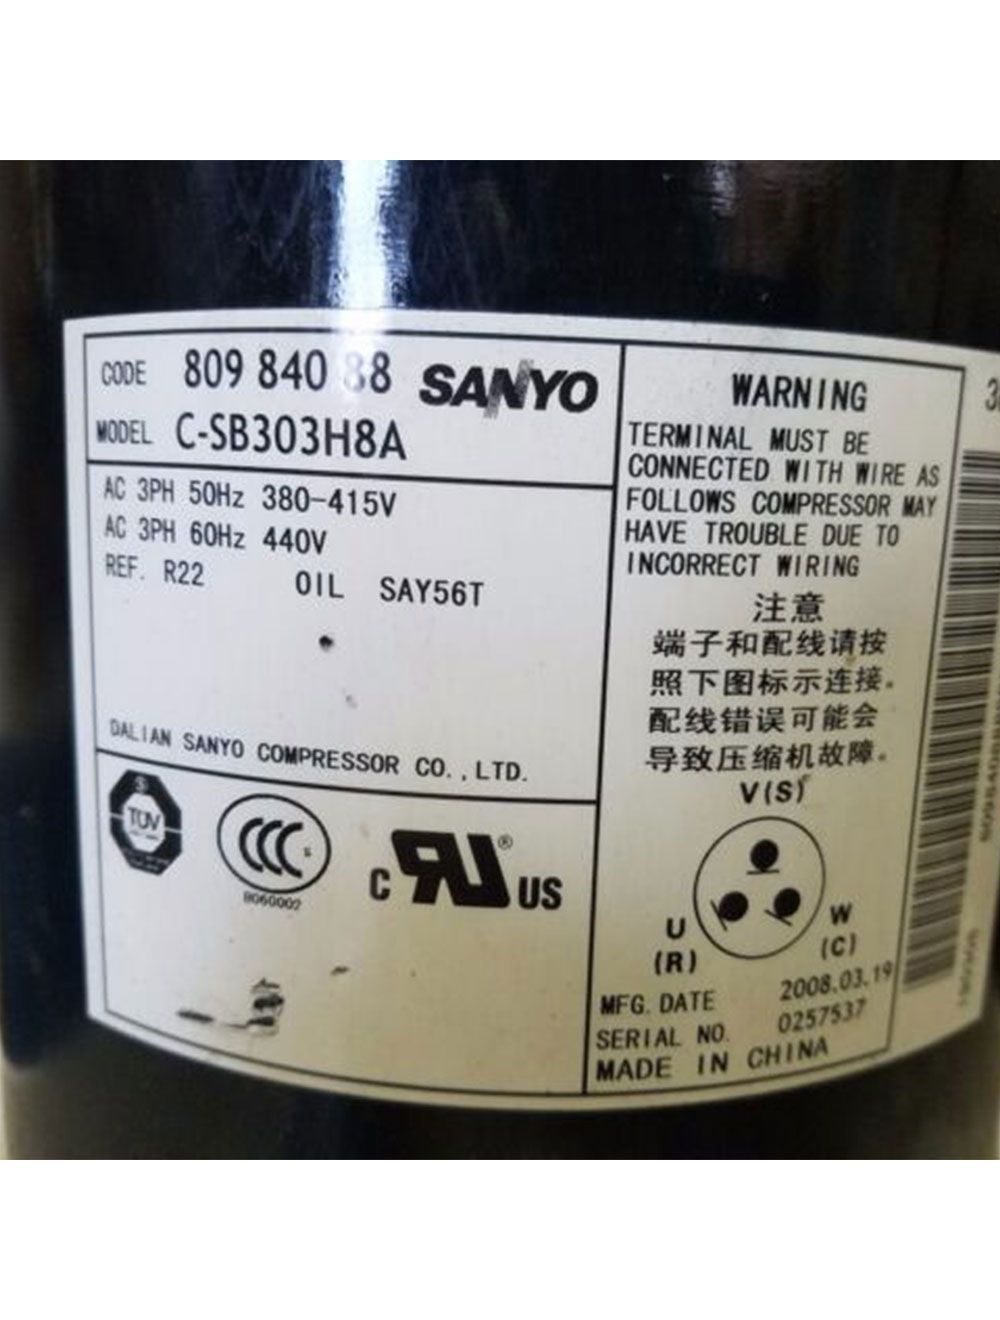 CODE 809 840 88 SANYO
MODEL C-SB303H8A
AC 3PH 50Hz 380-415V
AC 3PH 60Hz 440V
REF. R22 OIL SAY56T
DALIAN SANYO COMPRESSOR CO.,LTD.
TUV
CCC S
C UL ® US
WARNING
TERMINAL MUST BE
CONNECTED WITH WIRE AS
FOLLOWS COMPRESSOR MAY
HAVE TROUBLE DUE TO
INCORRECT WIRING
注意
端子和配线请按
照下图标示连接。
配线错误可能会
导致压缩机故障。
V(S)
U
(R)
W
(C)
MFG. DATE 2008.03.19
SERIAL NO. 0257537
MADE IN CHINA